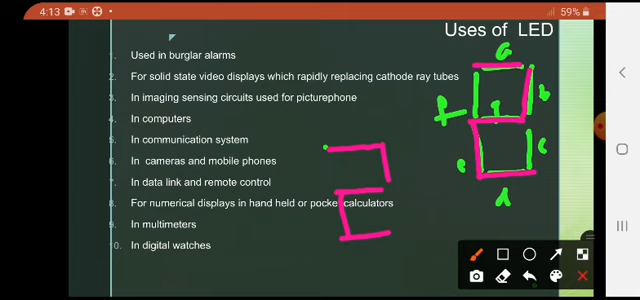 4:13
59%
Uses of LED
1. Used in burglar alarms
2. For solid state video displays which rapidly replacing cathode ray tubes
3. In imaging sensing circuits used for picturephone
4. In computers
5. In communication system
6. In cameras and mobile phones
7. In data link and remote control
8. For numerical displays in hand held or pocket calculators
9. In multimeters
10. In digital watches
f
b
g
e
c